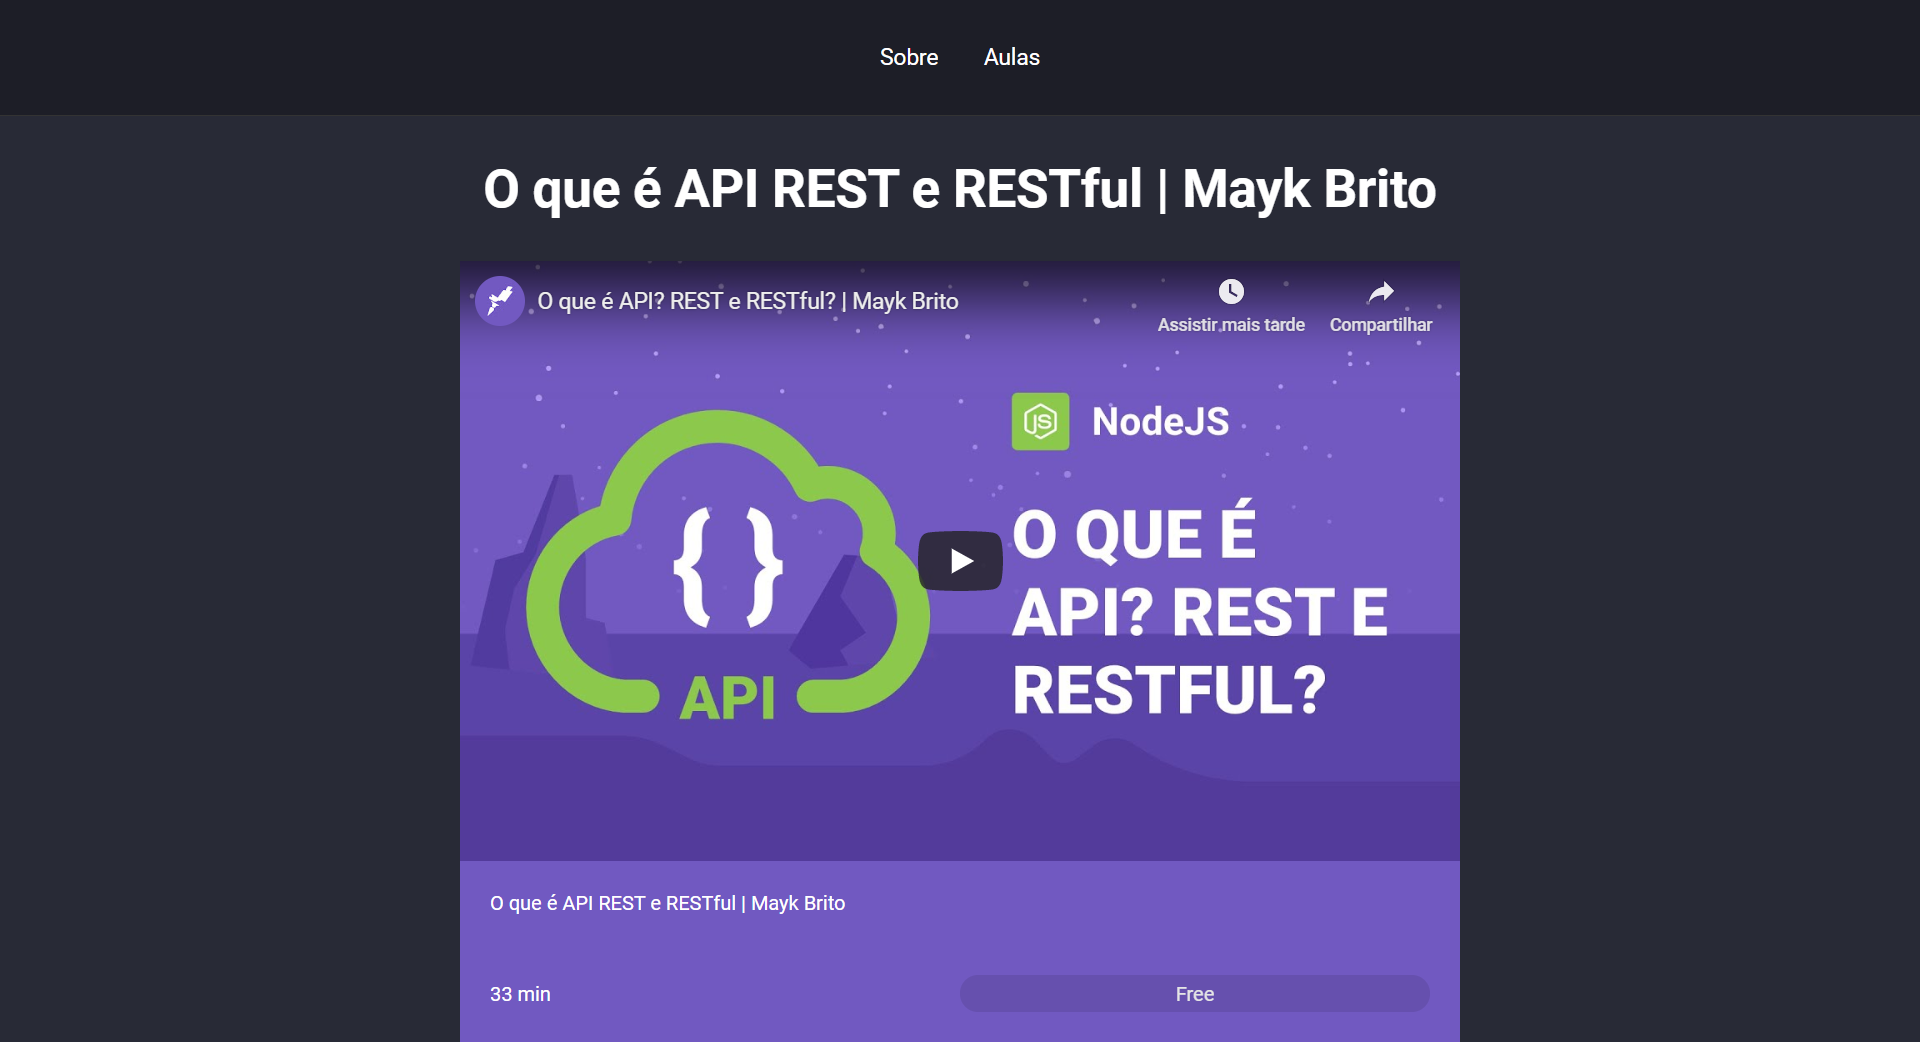 Sobre Aulas
O que é API REST e RESTful | Mayk Brito
O que é API? REST e RESTful? | Mayk Brito
Assistir mais tarde Compartilhar
JS NodeJS
{ }
API
O QUE É
API? REST E
RESTFUL?
O que é API REST e RESTful | Mayk Brito
33 min Free